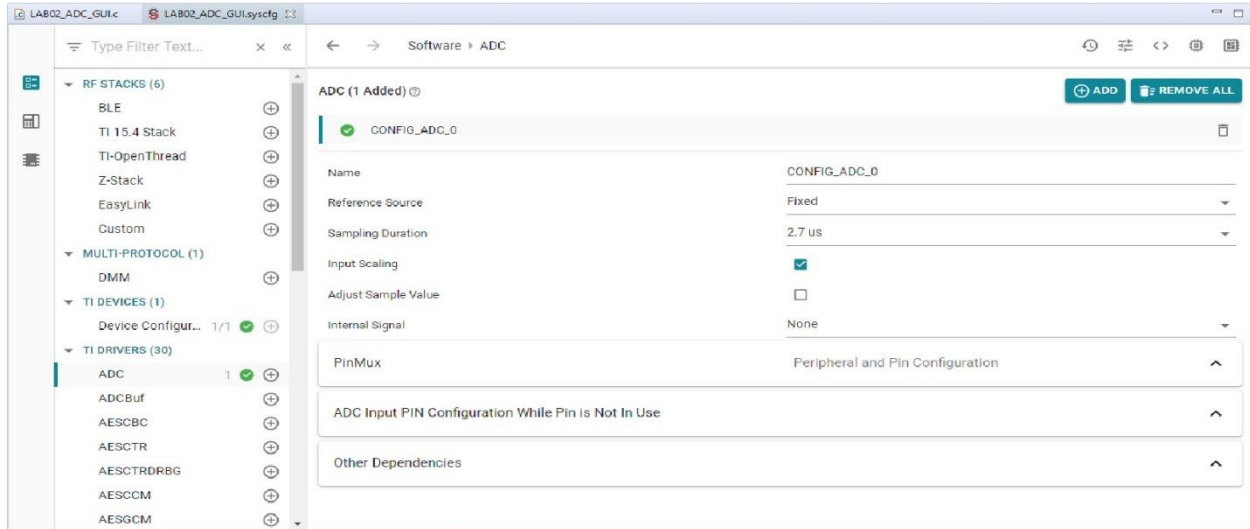 LAB02_ADC_GUI.c
LAB02_ADC_GUI.syscfg
Type Filter Text...
Software ▸ ADC
RF STACKS (6)
BLE
TI 15.4 Stack
TI-OpenThread
Z-Stack
EasyLink
Custom
MULTI-PROTOCOL (1)
DMM
TI DEVICES (1)
Device Configur... 1/1
TI DRIVERS (30)
ADC 1
ADCBuf
AESCBC
AESCTR
AESCTRDRBG
AESCCM
AESGCM
ADC (1 Added)
ADD
REMOVE ALL
CONFIG_ADC_0
Name CONFIG_ADC_0
Reference Source Fixed
Sampling Duration 2.7 us
Input Scaling
Adjust Sample Value
Internal Signal None
PinMux Peripheral and Pin Configuration
ADC Input PIN Configuration While Pin is Not In Use
Other Dependencies